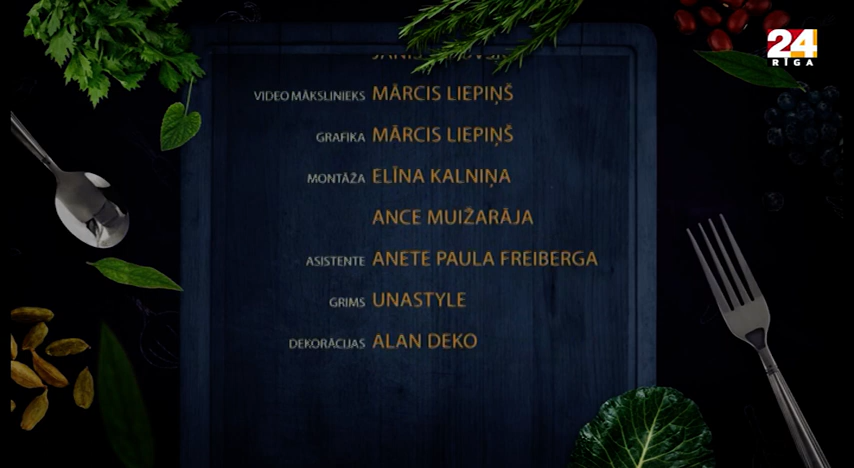 24
RĪGA
VIDEO MĀKSLINIEKS MĀRCIS LIEPIŅŠ
GRAFIKA MĀRCIS LIEPIŅŠ
MONTĀŽA ELĪNA KALNIŅA
ANCE MUIŽARĀJA
ASISTENTE ANETE PAULA FREIBERGA
GRIMS UNASTYLE
DEKORĀCIJAS ALAN DEKO